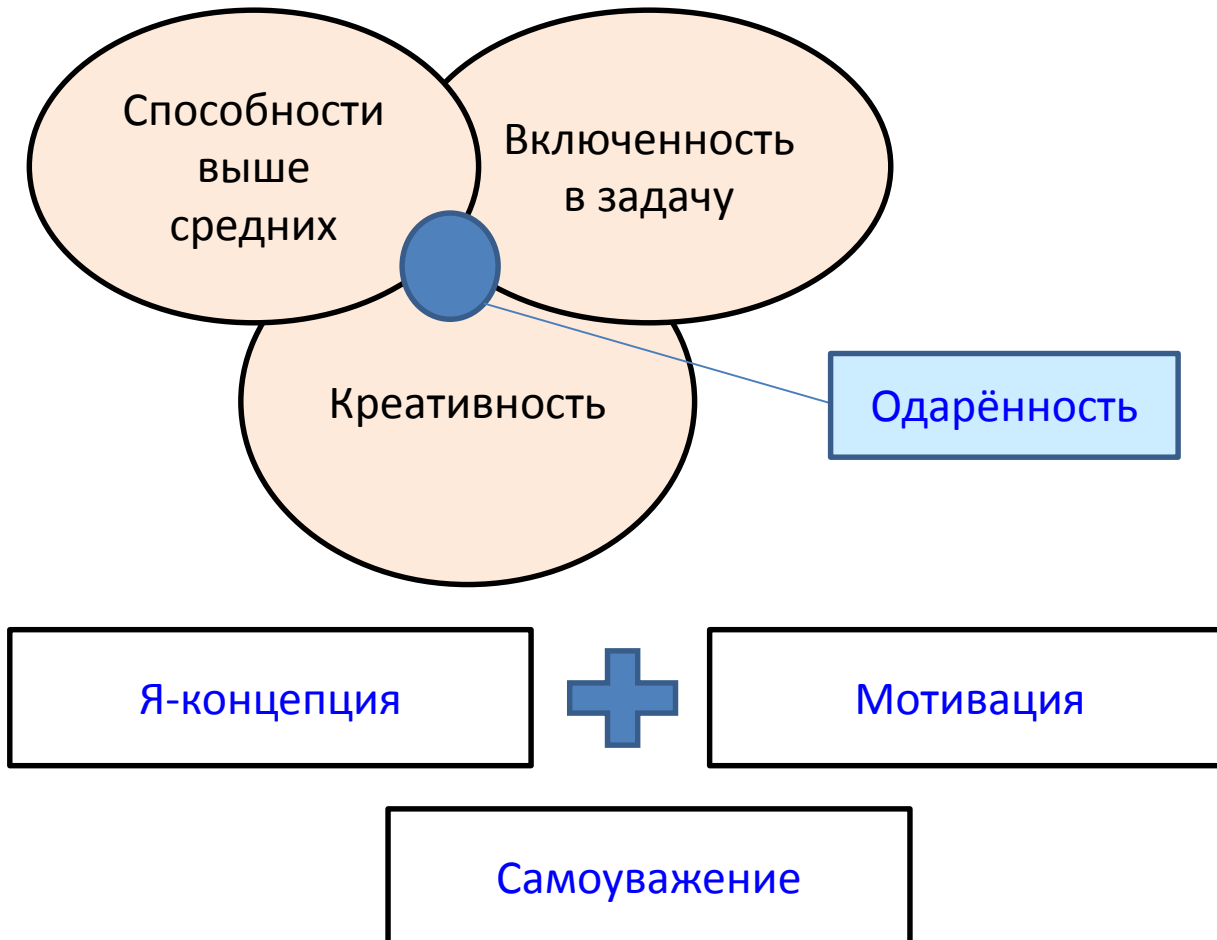 Способности
выше
средних
Включенность
в задачу
Креативность
Одарённость
Я-концепция
Мотивация
Самоуважение